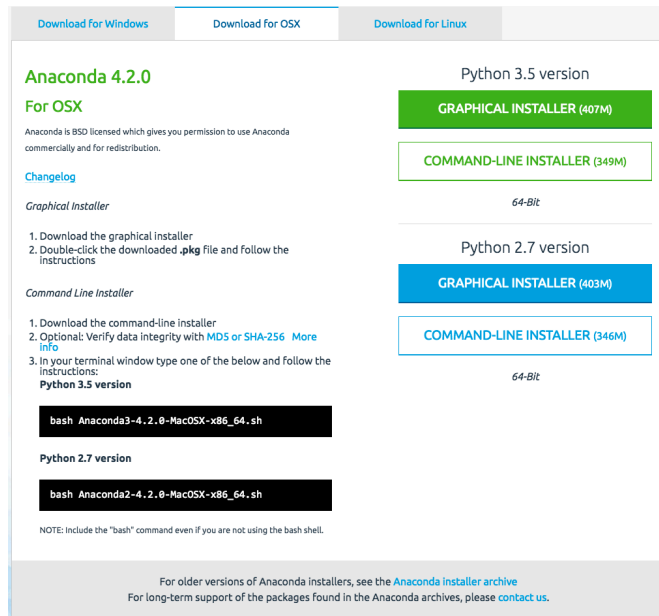 Download for Windows
Download for OSX
Download for Linux
Anaconda 4.2.0
For OSX
Anaconda is BSD licensed which gives you permission to use Anaconda
commercially and for redistribution.
Changelog
Graphical Installer
1. Download the graphical installer
2. Double-click the downloaded .pkg file and follow the
instructions
Command Line Installer
1. Download the command-line installer
2. Optional: Verify data integrity with MD5 or SHA-256 More
info
3. In your terminal window type one of the below and follow the
instructions:
Python 3.5 version
bash Anaconda3-4.2.0-MacOSX-x86_64.sh
Python 2.7 version
bash Anaconda2-4.2.0-MacOSX-x86_64.sh
NOTE: Include the "bash" command even if you are not using the bash shell.
Python 3.5 version
GRAPHICAL INSTALLER (407M)
COMMAND-LINE INSTALLER (349M)
64-Bit
Python 2.7 version
GRAPHICAL INSTALLER (403M)
COMMAND-LINE INSTALLER (346M)
64-Bit
For older versions of Anaconda installers, see the Anaconda installer archive
For long-term support of the packages found in the Anaconda archives, please contact us.